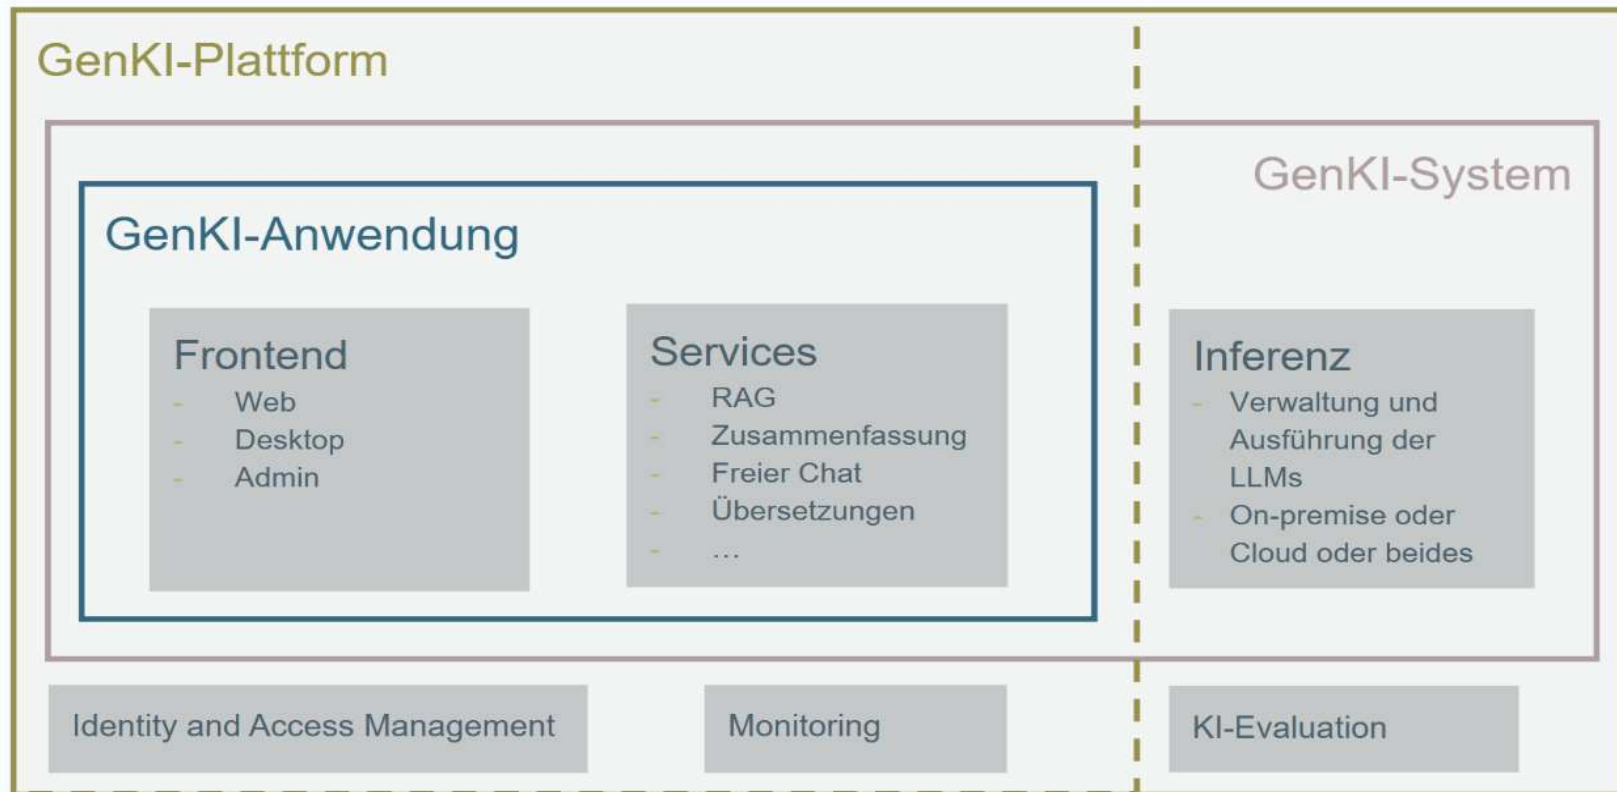 GenKI-Plattform
GenKI-System
GenKI-Anwendung
Frontend
- Web
- Desktop
- Admin
Services
- RAG
- Zusammenfassung
- Freier Chat
- Übersetzungen
- ...
Inferenz
- Verwaltung und
Ausführung der
LLMs
- On-premise oder
Cloud oder beides
Identity and Access Management
Monitoring
KI-Evaluation